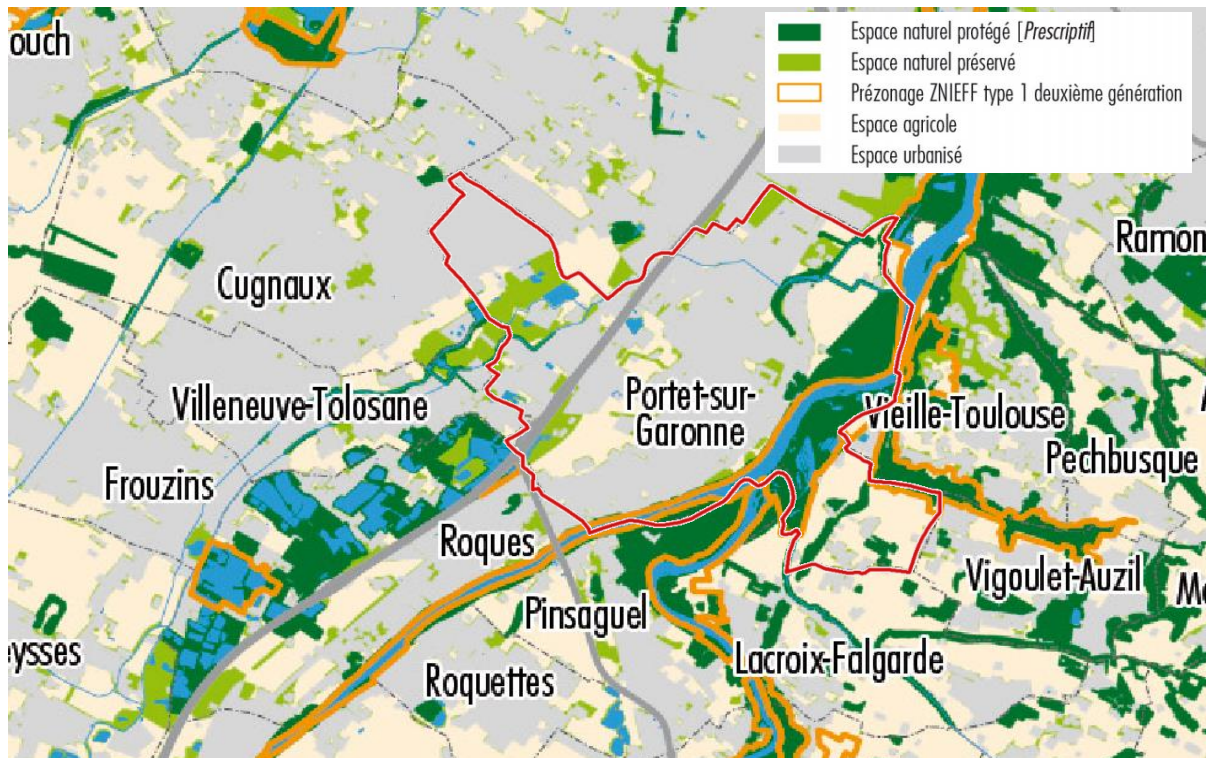 ouch
Espace naturel protégé [Prescriptif]
Espace naturel préservé
Prézonage ZNIEFF type 1 deuxième génération
Espace agricole
Espace urbanisé
Ramon
Cugnaux
Villeneuve-Tolosane
Portet-sur-
Garonne
Vieille-Toulouse
Pechbusque
Frouzins
Roques
Vigoulet-Auzil
Pinsaguel
eysses
Lacroix-Falgarde
Roquettes